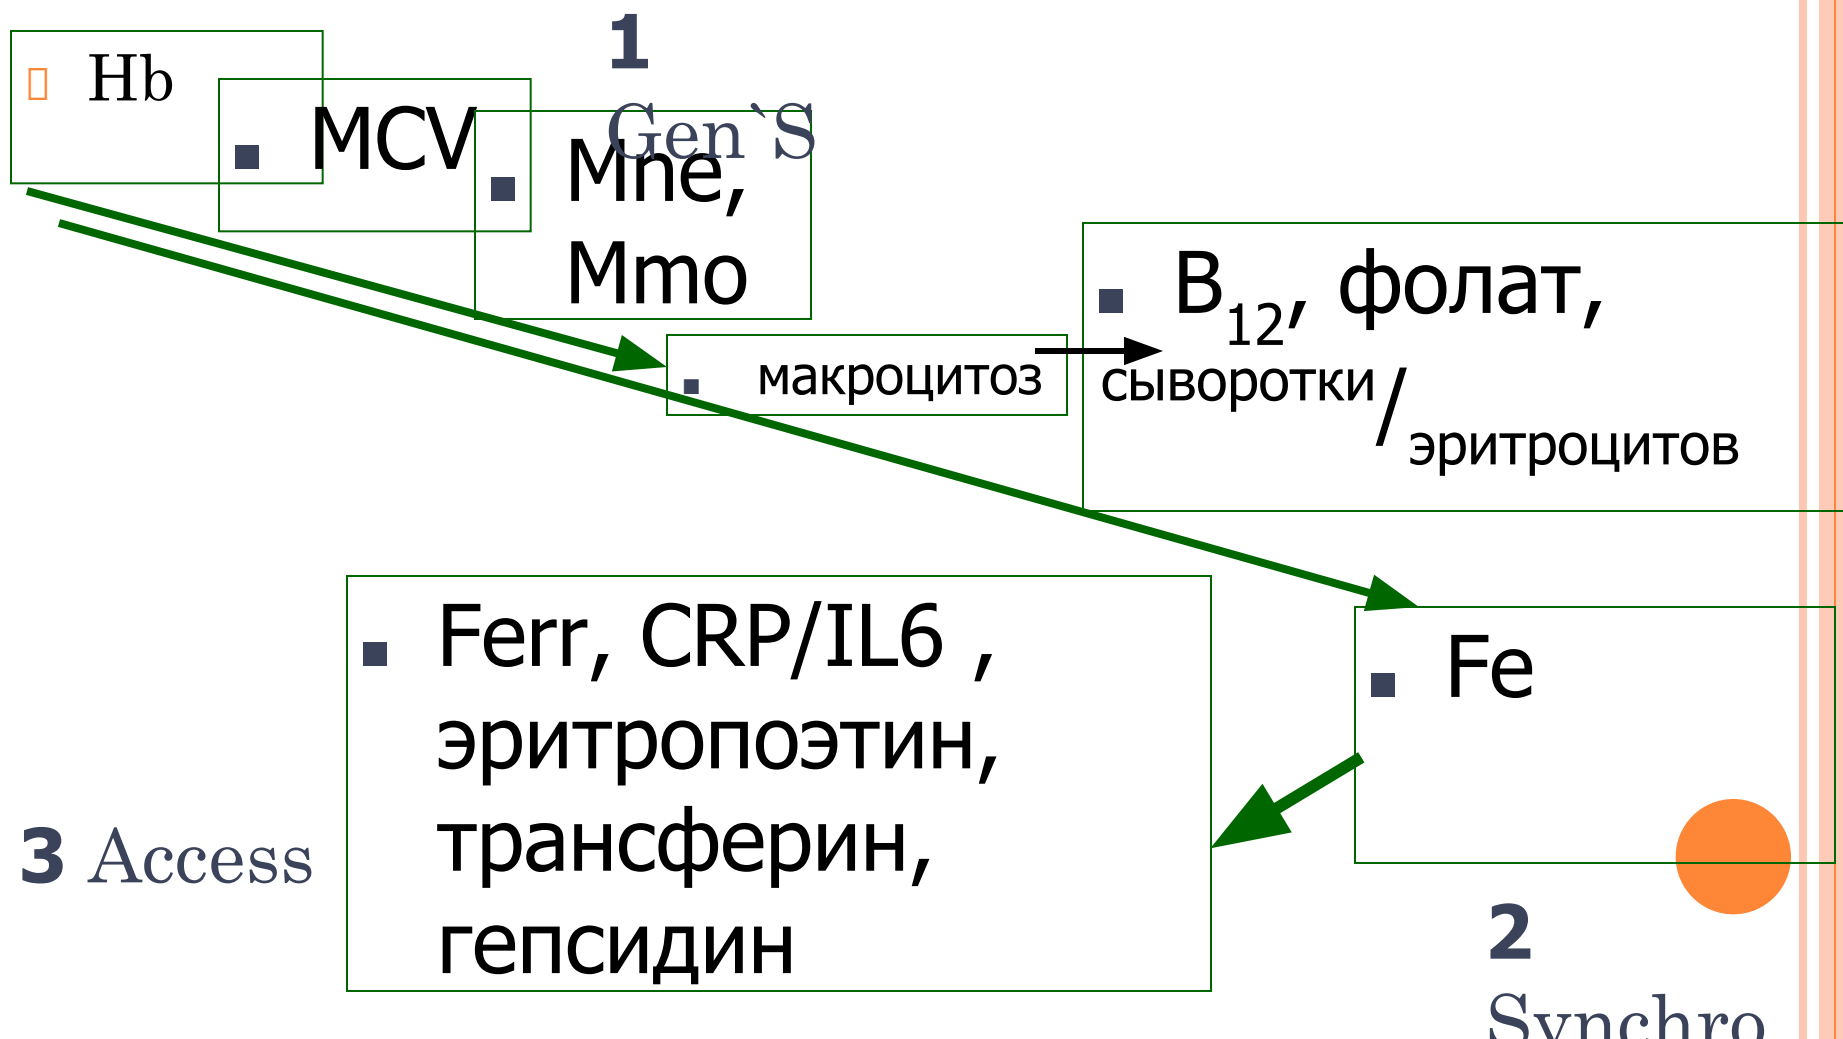 1
Gen`S
Hb
MCV
Mne,
Mmo
B12, фолат,
сыворотки/эритроцитов
макроцитоз
Ferr, CRP/IL6 ,
эритропоэтин,
трансферин,
гепсидин
Fe
3 Access
2
Synchro